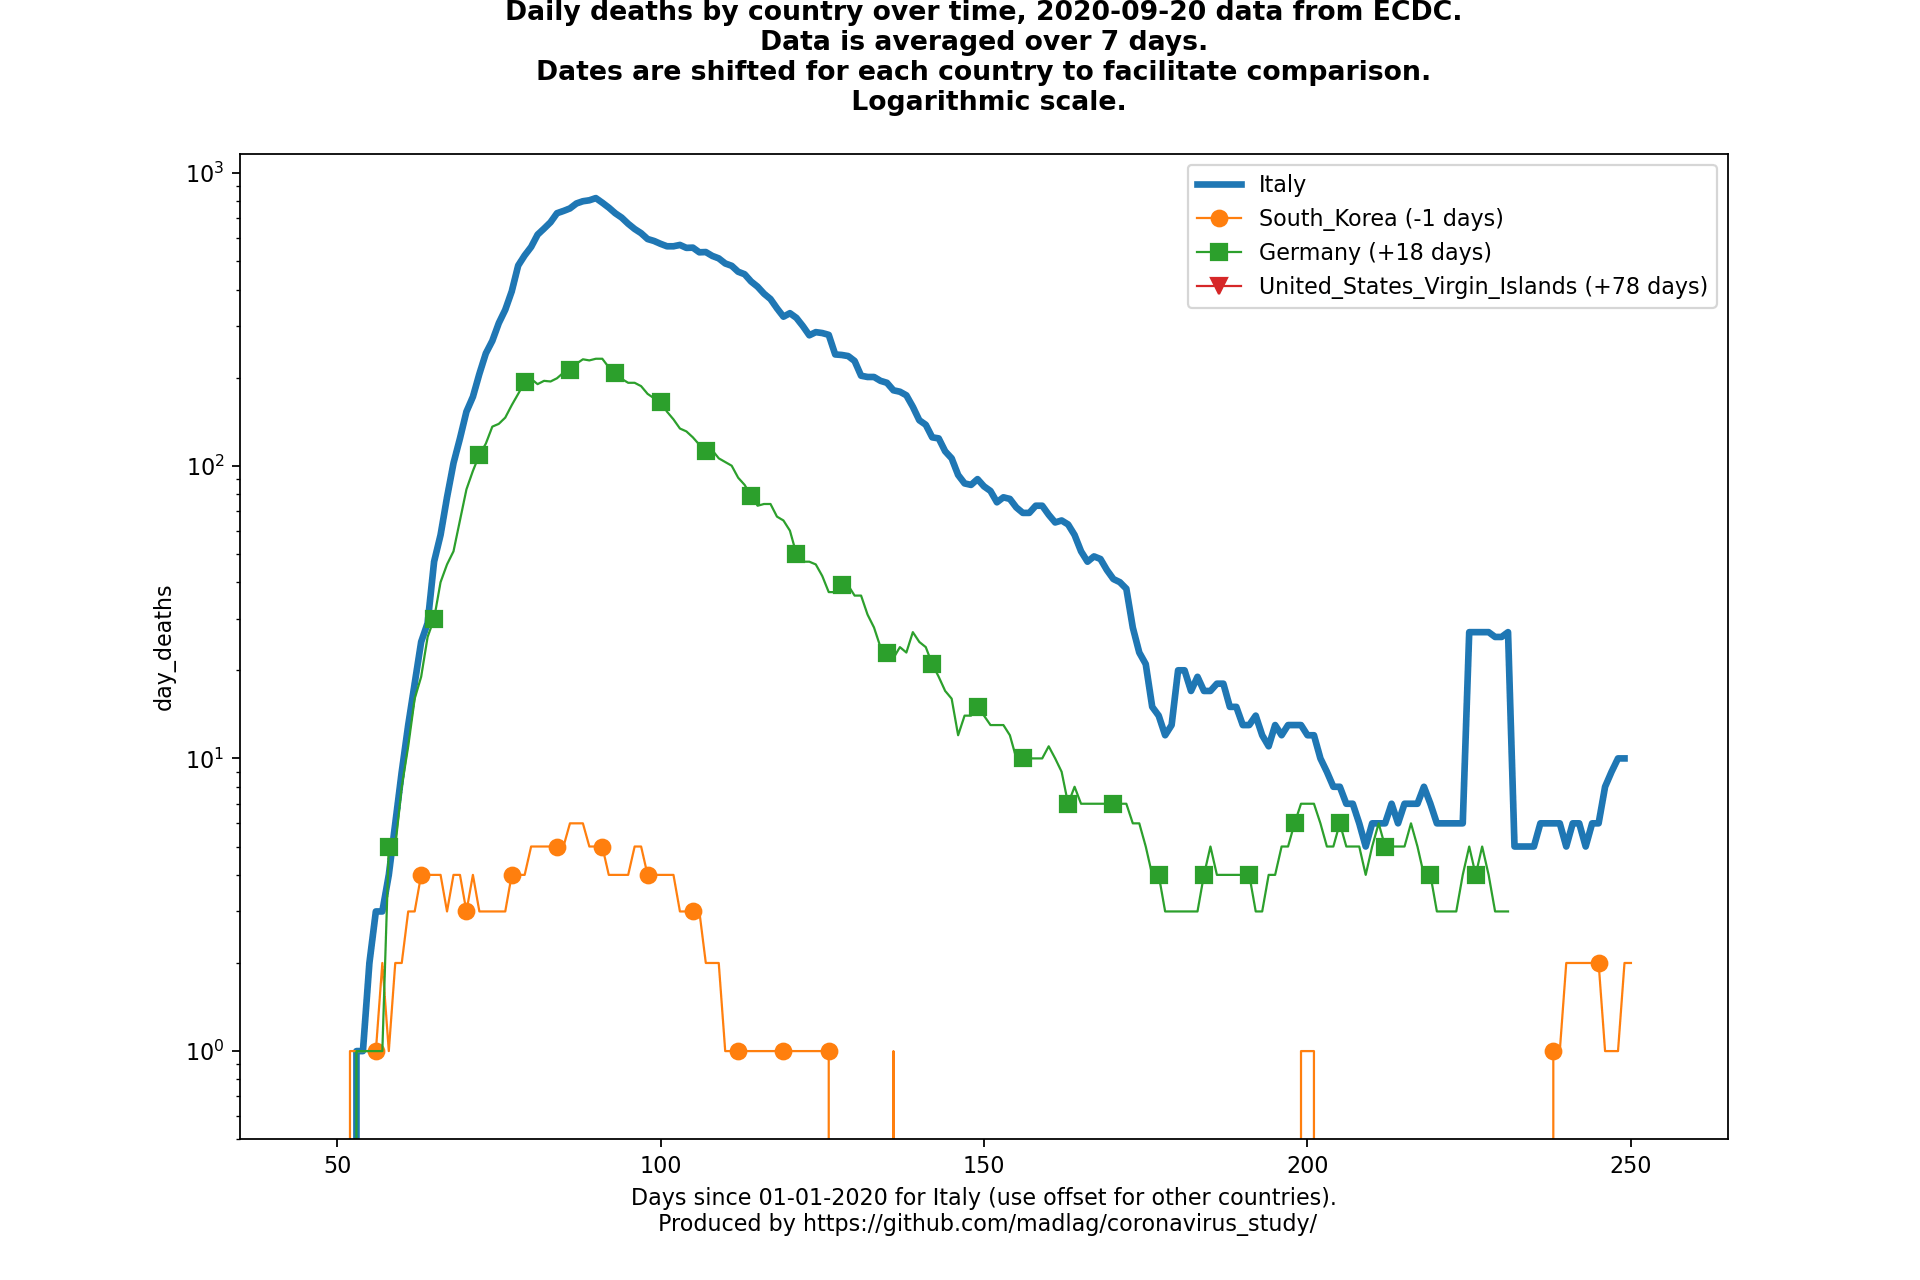 Daily deaths by country over time, 2020-09-20 data from ECDC.
Data is averaged over 7 days.
Dates are shifted for each country to facilitate comparison.
Logarithmic scale.
Italy
South_Korea (-1 days)
Germany (+18 days)
United_States_Virgin_Islands (+78 days)
10³
10²
10¹
10⁰
day_deaths
50 100 150 200 250
Days since 01-01-2020 for Italy (use offset for other countries).
Produced by https://github.com/madlag/coronavirus_study/